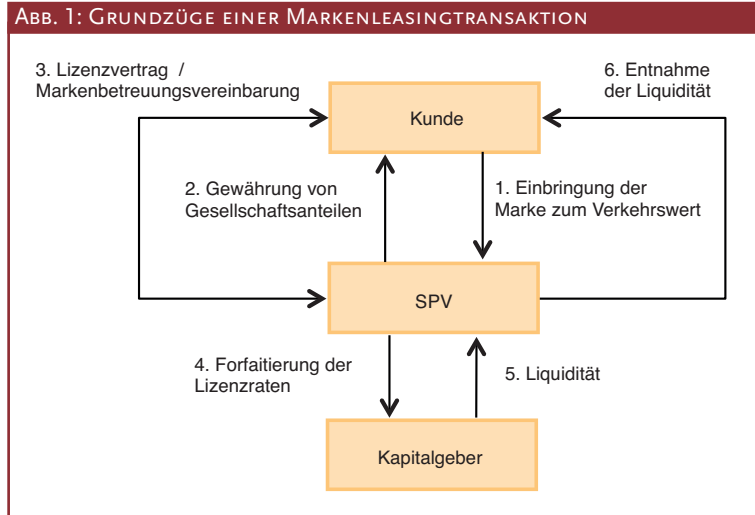 Abb. 1: Grundzüge einer Markenleasingtransaktion
3. Lizenzvertrag /
Markenbetreuungsvereinbarung
6. Entnahme
der Liquidität
Kunde
2. Gewährung von
Gesellschaftsanteilen
1. Einbringung der
Marke zum Verkehrswert
SPV
4. Forfaitierung der
Lizenzraten
5. Liquidität
Kapitalgeber